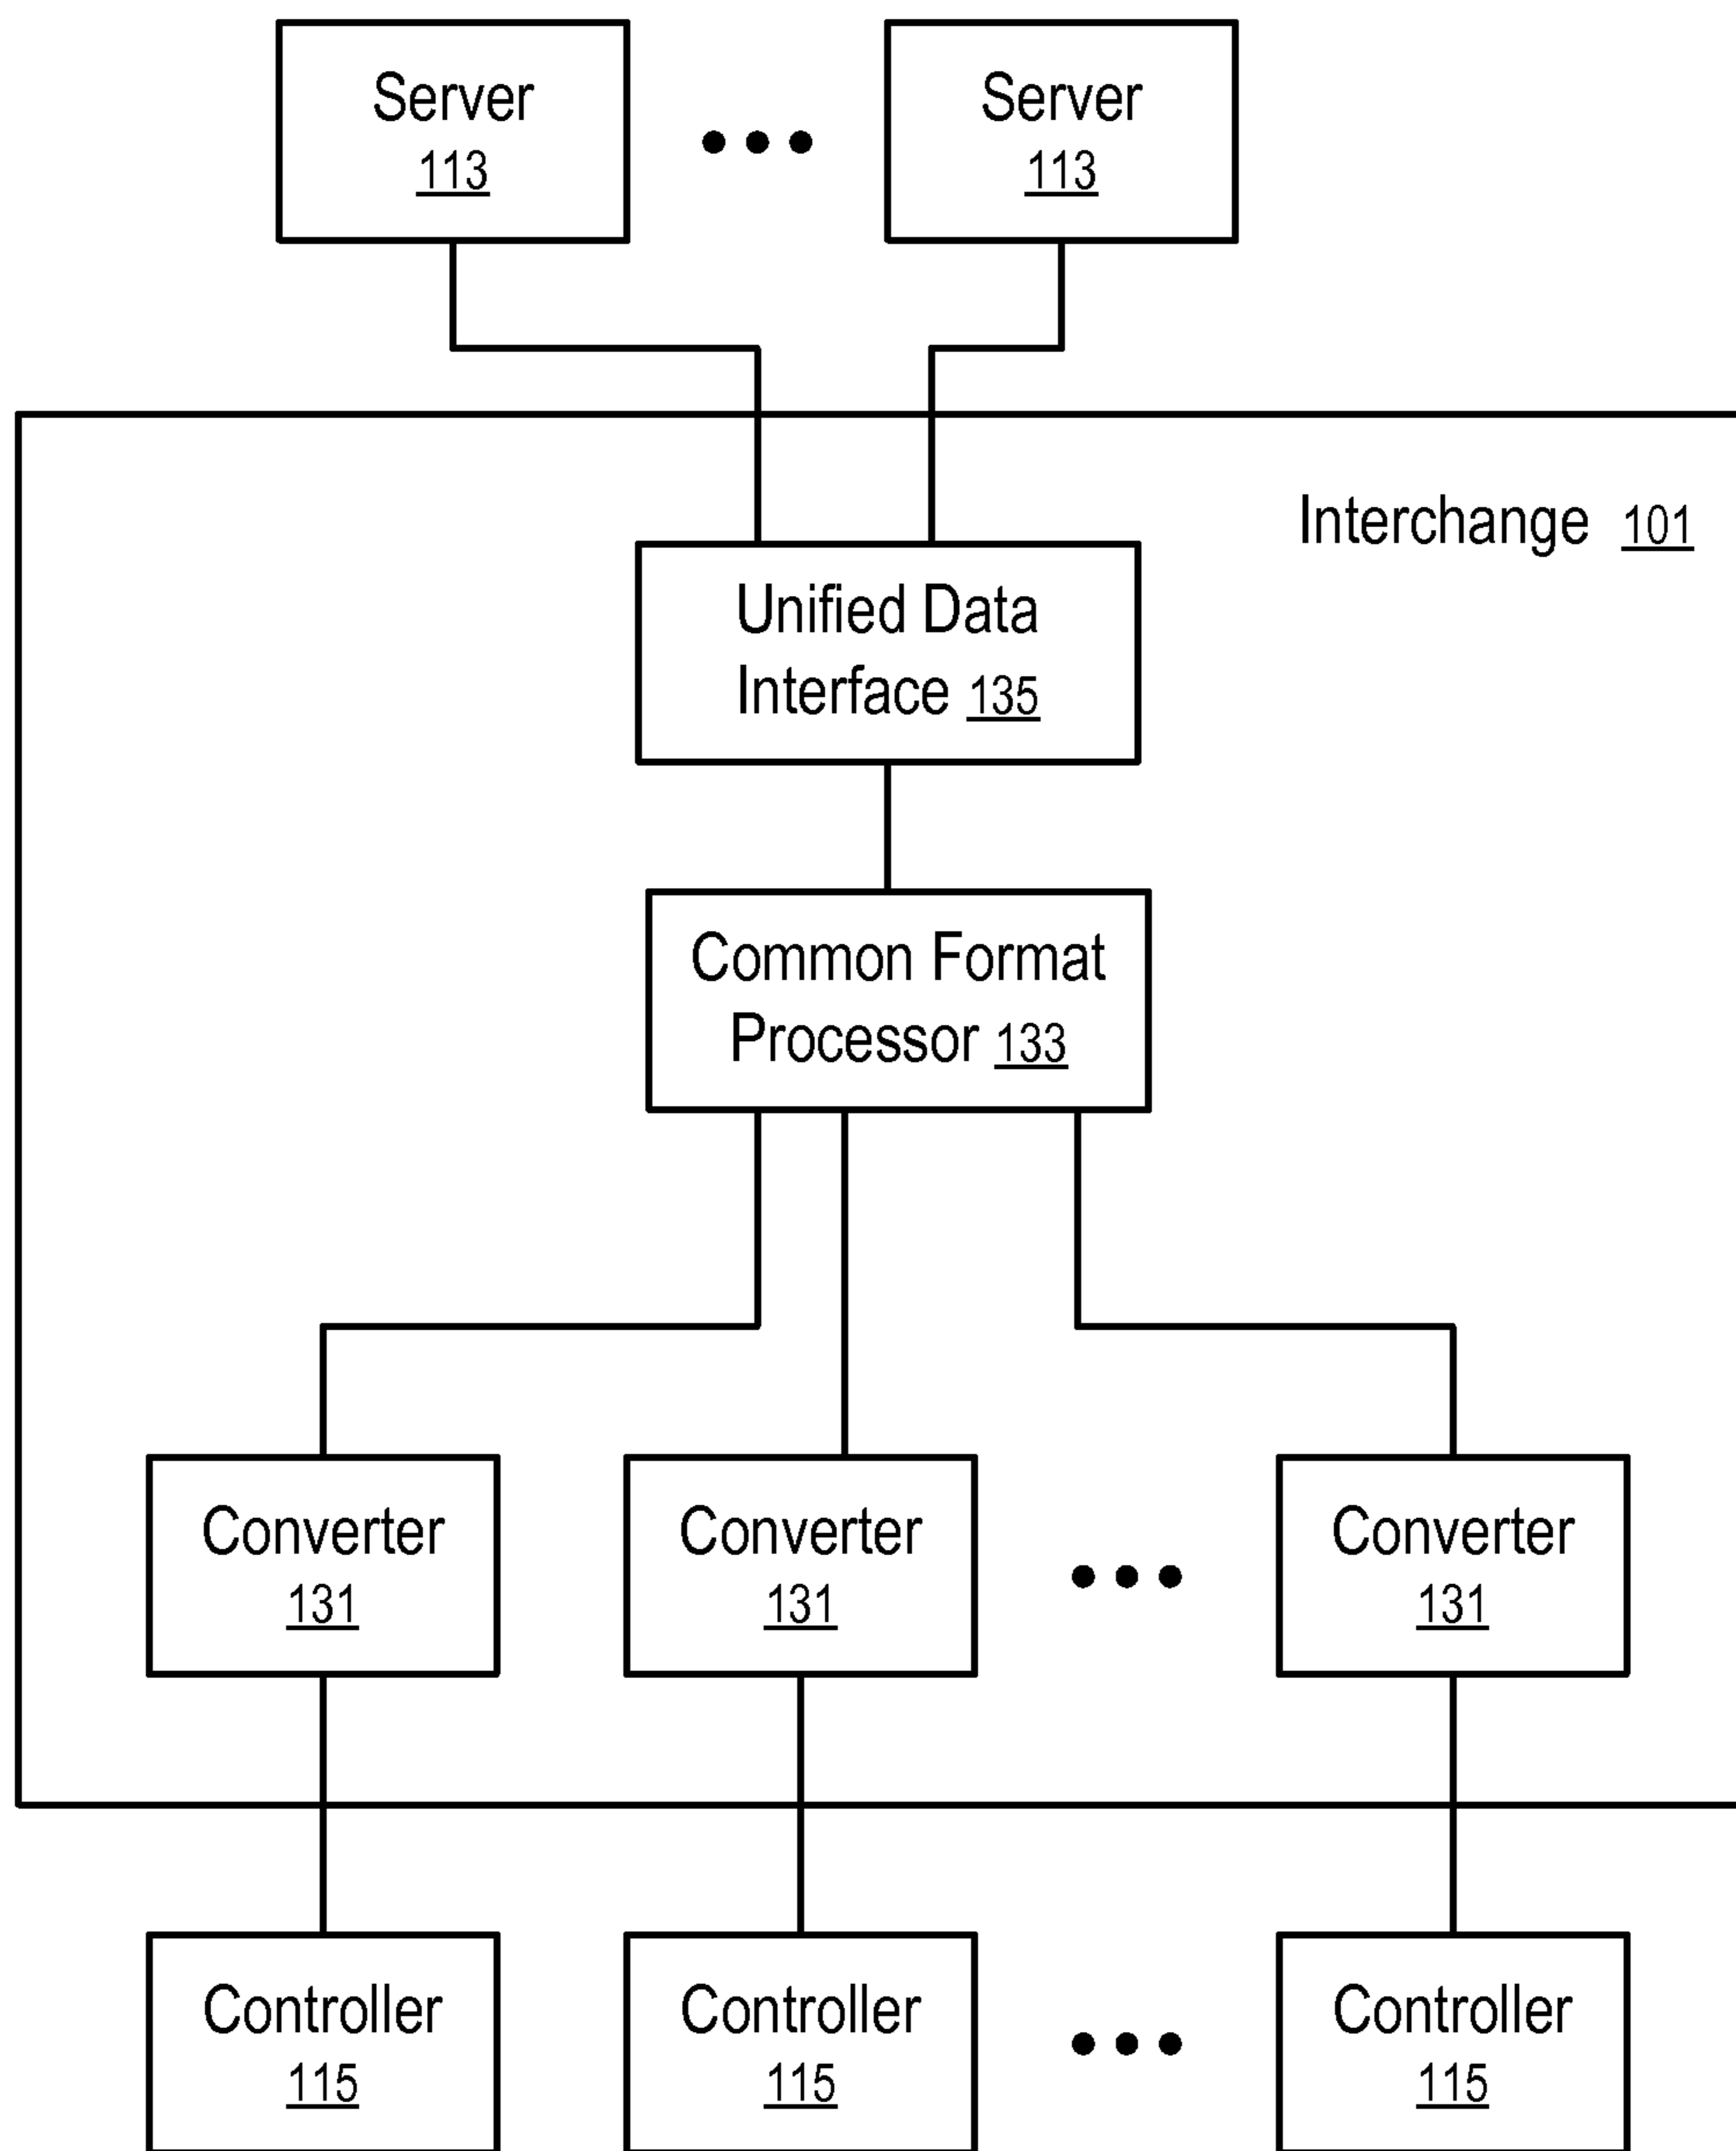 Server
113
Server
113
Interchange 101
Unified Data
Interface 135
Common Format
Processor 133
Converter
131
Converter
131
Converter
131
Controller
115
Controller
115
Controller
115